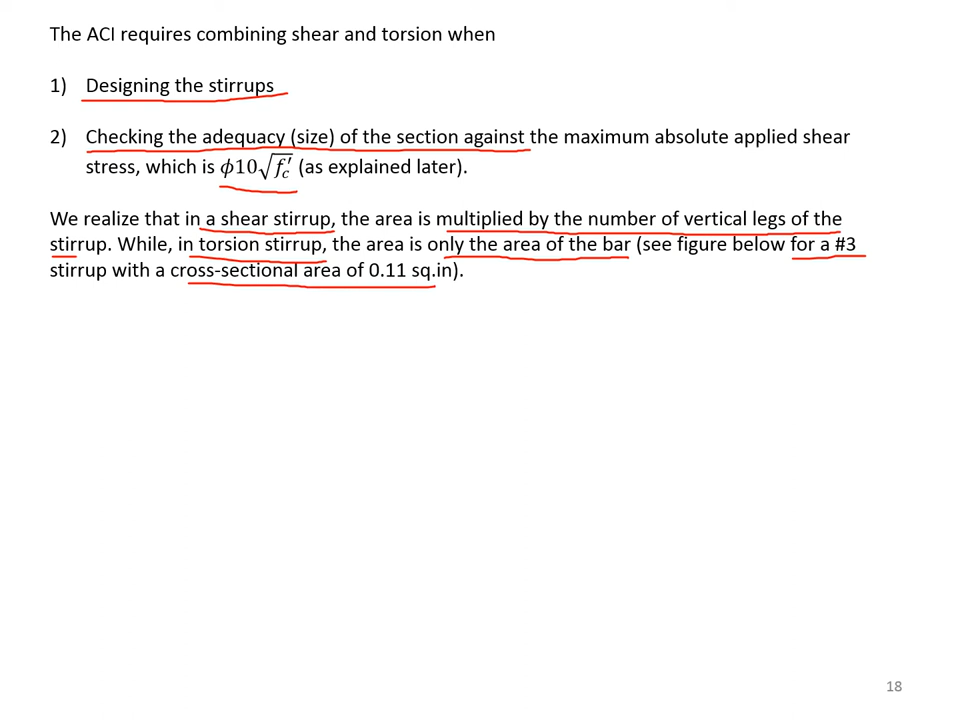 The ACI requires combining shear and torsion when
1) Designing the stirrups
2) Checking the adequacy (size) of the section against the maximum absolute applied shear
stress, which is ϕ10√f′c (as explained later).
We realize that in a shear stirrup, the area is multiplied by the number of vertical legs of the
stirrup. While, in torsion stirrup, the area is only the area of the bar (see figure below for a #3
stirrup with a cross-sectional area of 0.11 sq.in).
18